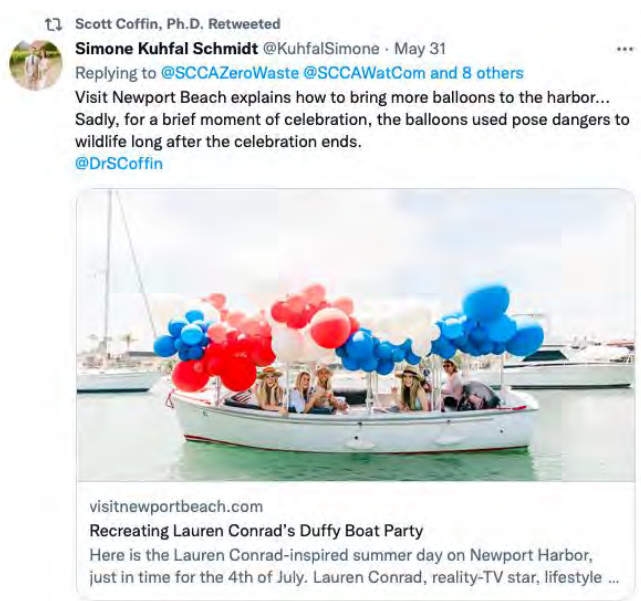 Scott Coffin, Ph.D. Retweeted
Simone Kuhfal Schmidt @KuhfalSimone · May 31
Replying to @SCCAZeroWaste @SCCAWatCom and 8 others
Visit Newport Beach explains how to bring more balloons to the harbor...
Sadly, for a brief moment of celebration, the balloons used pose dangers to
wildlife long after the celebration ends.
@DrSCoffin
visitnewportbeach.com
Recreating Lauren Conrad's Duffy Boat Party
Here is the Lauren Conrad-inspired summer day on Newport Harbor,
just in time for the 4th of July. Lauren Conrad, reality-TV star, lifestyle ...